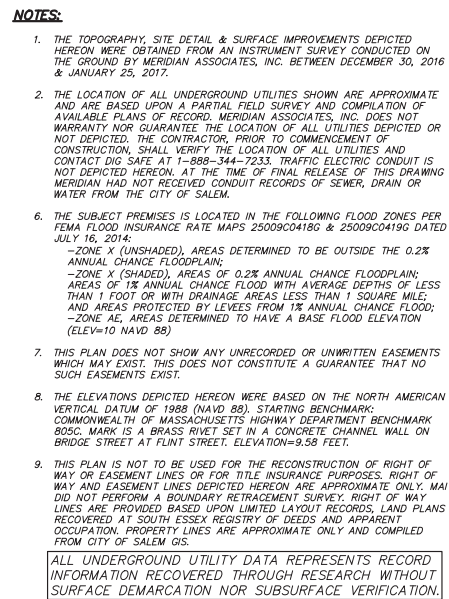 NOTES:
1. THE TOPOGRAPHY, SITE DETAIL & SURFACE IMPROVEMENTS DEPICTED
HEREON WERE OBTAINED FROM AN INSTRUMENT SURVEY CONDUCTED ON
THE GROUND BY MERIDIAN ASSOCIATES, INC. BETWEEN DECEMBER 30, 2016
& JANUARY 25, 2017.
2. THE LOCATION OF ALL UNDERGROUND UTILITIES SHOWN ARE APPROXIMATE
AND ARE BASED UPON A PARTIAL FIELD SURVEY AND COMPILATION OF
AVAILABLE PLANS OF RECORD. MERIDIAN ASSOCIATES, INC. DOES NOT
WARRANTY NOR GUARANTEE THE LOCATION OF ALL UTILITIES DEPICTED OR
NOT DEPICTED. THE CONTRACTOR, PRIOR TO COMMENCEMENT OF
CONSTRUCTION, SHALL VERIFY THE LOCATION OF ALL UTILITIES AND
CONTACT DIG SAFE AT 1-888-344-7233. TRAFFIC ELECTRIC CONDUIT IS
NOT DEPICTED HEREON. AT THE TIME OF FINAL RELEASE OF THIS DRAWING
MERIDIAN HAD NOT RECEIVED CONDUIT RECORDS OF SEWER, DRAIN OR
WATER FROM THE CITY OF SALEM.
6. THE SUBJECT PREMISES IS LOCATED IN THE FOLLOWING FLOOD ZONES PER
FEMA FLOOD INSURANCE RATE MAPS 25009C0418G & 25009C0419G DATED
JULY 16, 2014:
-ZONE X (UNSHADED), AREAS DETERMINED TO BE OUTSIDE THE 0.2%
ANNUAL CHANCE FLOODPLAIN;
-ZONE X (SHADED), AREAS OF 0.2% ANNUAL CHANCE FLOODPLAIN;
AREAS OF 1% ANNUAL CHANCE FLOOD WITH AVERAGE DEPTHS OF LESS
THAN 1 FOOT OR WITH DRAINAGE AREAS LESS THAN 1 SQUARE MILE;
AND AREAS PROTECTED BY LEVEES FROM 1% ANNUAL CHANCE FLOOD;
-ZONE AE, AREAS DETERMINED TO HAVE A BASE FLOOD ELEVATION
(ELEV=10 NAVD 88)
7. THIS PLAN DOES NOT SHOW ANY UNRECORDED OR UNWRITTEN EASEMENTS
WHICH MAY EXIST. THIS DOES NOT CONSTITUTE A GUARANTEE THAT NO
SUCH EASEMENTS EXIST.
8. THE ELEVATIONS DEPICTED HEREON WERE BASED ON THE NORTH AMERICAN
VERTICAL DATUM OF 1988 (NAVD 88). STARTING BENCHMARK:
COMMONWEALTH OF MASSACHUSETTS HIGHWAY DEPARTMENT BENCHMARK
805C. MARK IS A BRASS RIVET SET IN A CONCRETE CHANNEL WALL ON
BRIDGE STREET AT FLINT STREET. ELEVATION=9.58 FEET.
9. THIS PLAN IS NOT TO BE USED FOR THE RECONSTRUCTION OF RIGHT OF
WAY OR EASEMENT LINES OR FOR TITLE INSURANCE PURPOSES. RIGHT OF
WAY AND EASEMENT LINES DEPICTED HEREON ARE APPROXIMATE ONLY. MAI
DID NOT PERFORM A BOUNDARY RETRACEMENT SURVEY. RIGHT OF WAY
LINES ARE PROVIDED BASED UPON LIMITED LAYOUT RECORDS, LAND PLANS
RECOVERED AT SOUTH ESSEX REGISTRY OF DEEDS AND APPARENT
OCCUPATION. PROPERTY LINES ARE APPROXIMATE ONLY AND COMPILED
FROM CITY OF SALEM GIS.
ALL UNDERGROUND UTILITY DATA REPRESENTS RECORD
INFORMATION RECOVERED THROUGH RESEARCH WITHOUT
SURFACE DEMARCATION NOR SUBSURFACE VERIFICATION.